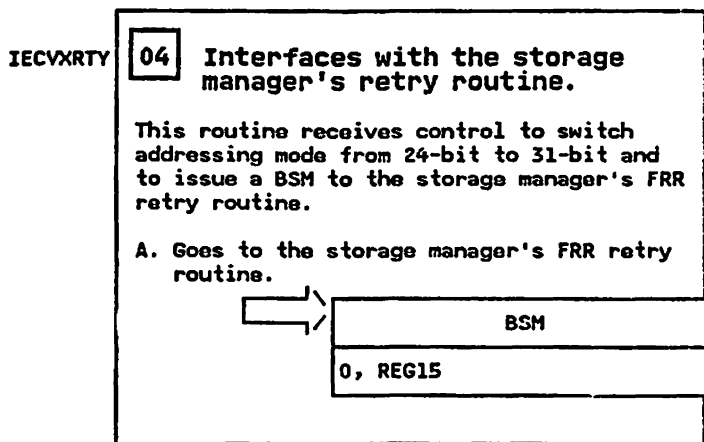 IECVXRTY 04 Interfaces with the storage
manager's retry routine.
This routine receives control to switch
addressing mode from 24-bit to 31-bit and
to issue a BSM to the storage manager's FRR
retry routine.
A. Goes to the storage manager's FRR retry
routine.
BSM
0, REG15